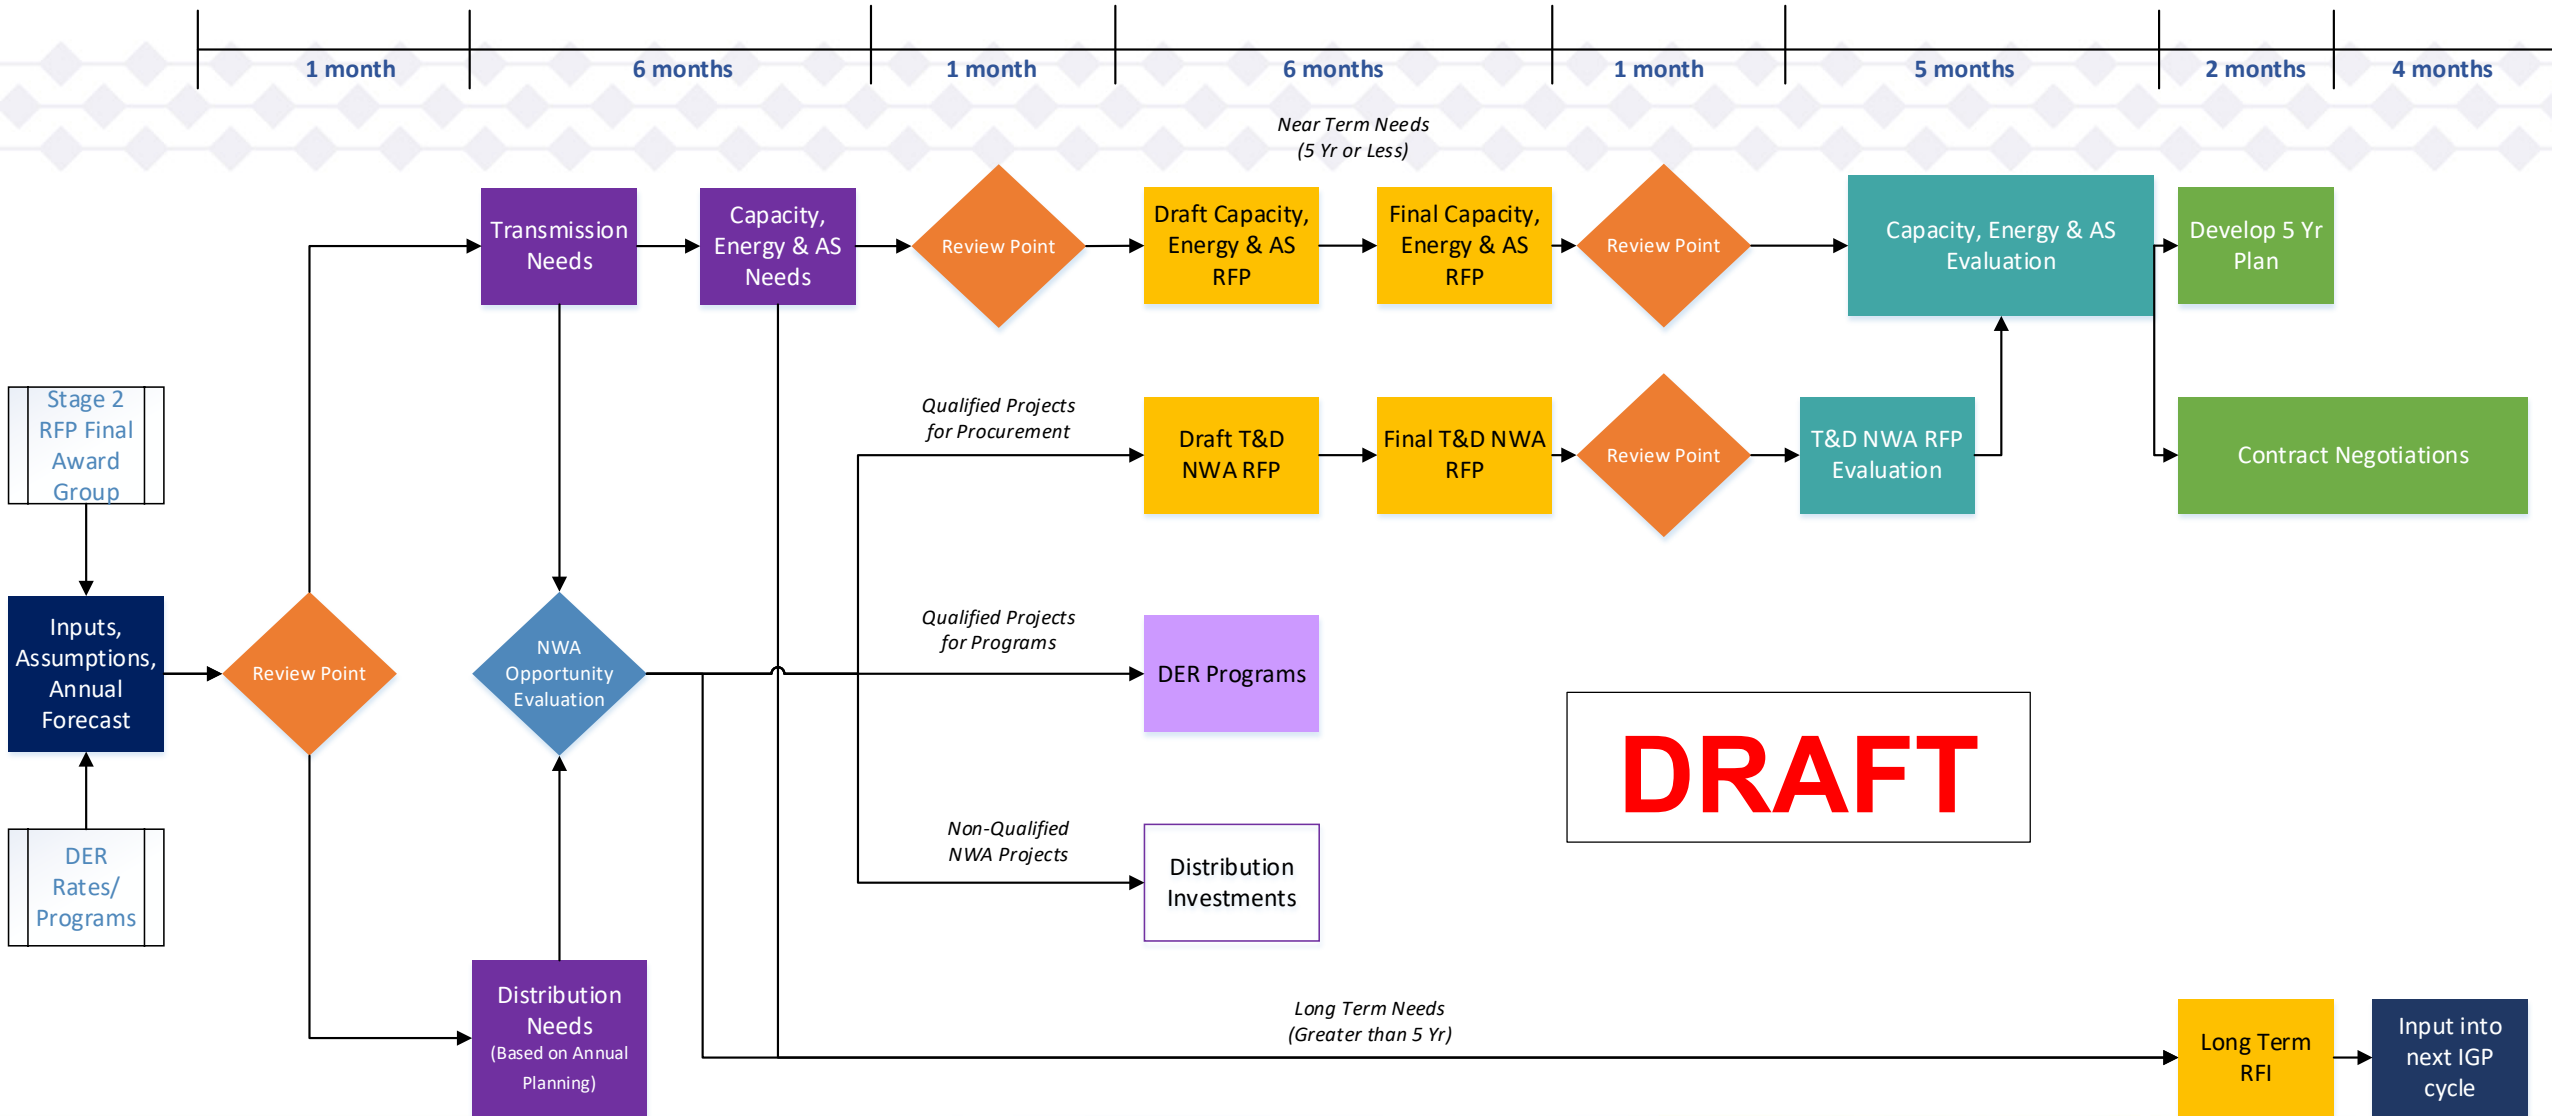 1 month
6 months
1 month
6 months
1 month
5 months
2 months
4 months
Near Term Needs
(5 Yr or Less)
Transmission
Needs
Capacity,
Energy & AS
Needs
Review Point
Draft Capacity,
Energy & AS
RFP
Final Capacity,
Energy & AS
RFP
Review Point
Capacity, Energy & AS
Evaluation
Develop 5 Yr
Plan
Stage 2
RFP Final
Award
Group
Qualified Projects
for Procurement
Draft T&D
NWA RFP
Final T&D NWA
RFP
Review Point
T&D NWA RFP
Evaluation
Contract Negotiations
Inputs,
Assumptions,
Annual
Forecast
Review Point
NWA
Opportunity
Evaluation
Qualified Projects
for Programs
DER Programs
DRAFT
DER
Rates/
Programs
Non-Qualified
NWA Projects
Distribution
Investments
Distribution
Needs
(Based on Annual
Planning)
Long Term Needs
(Greater than 5 Yr)
Long Term
RFI
Input into
next IGP
cycle